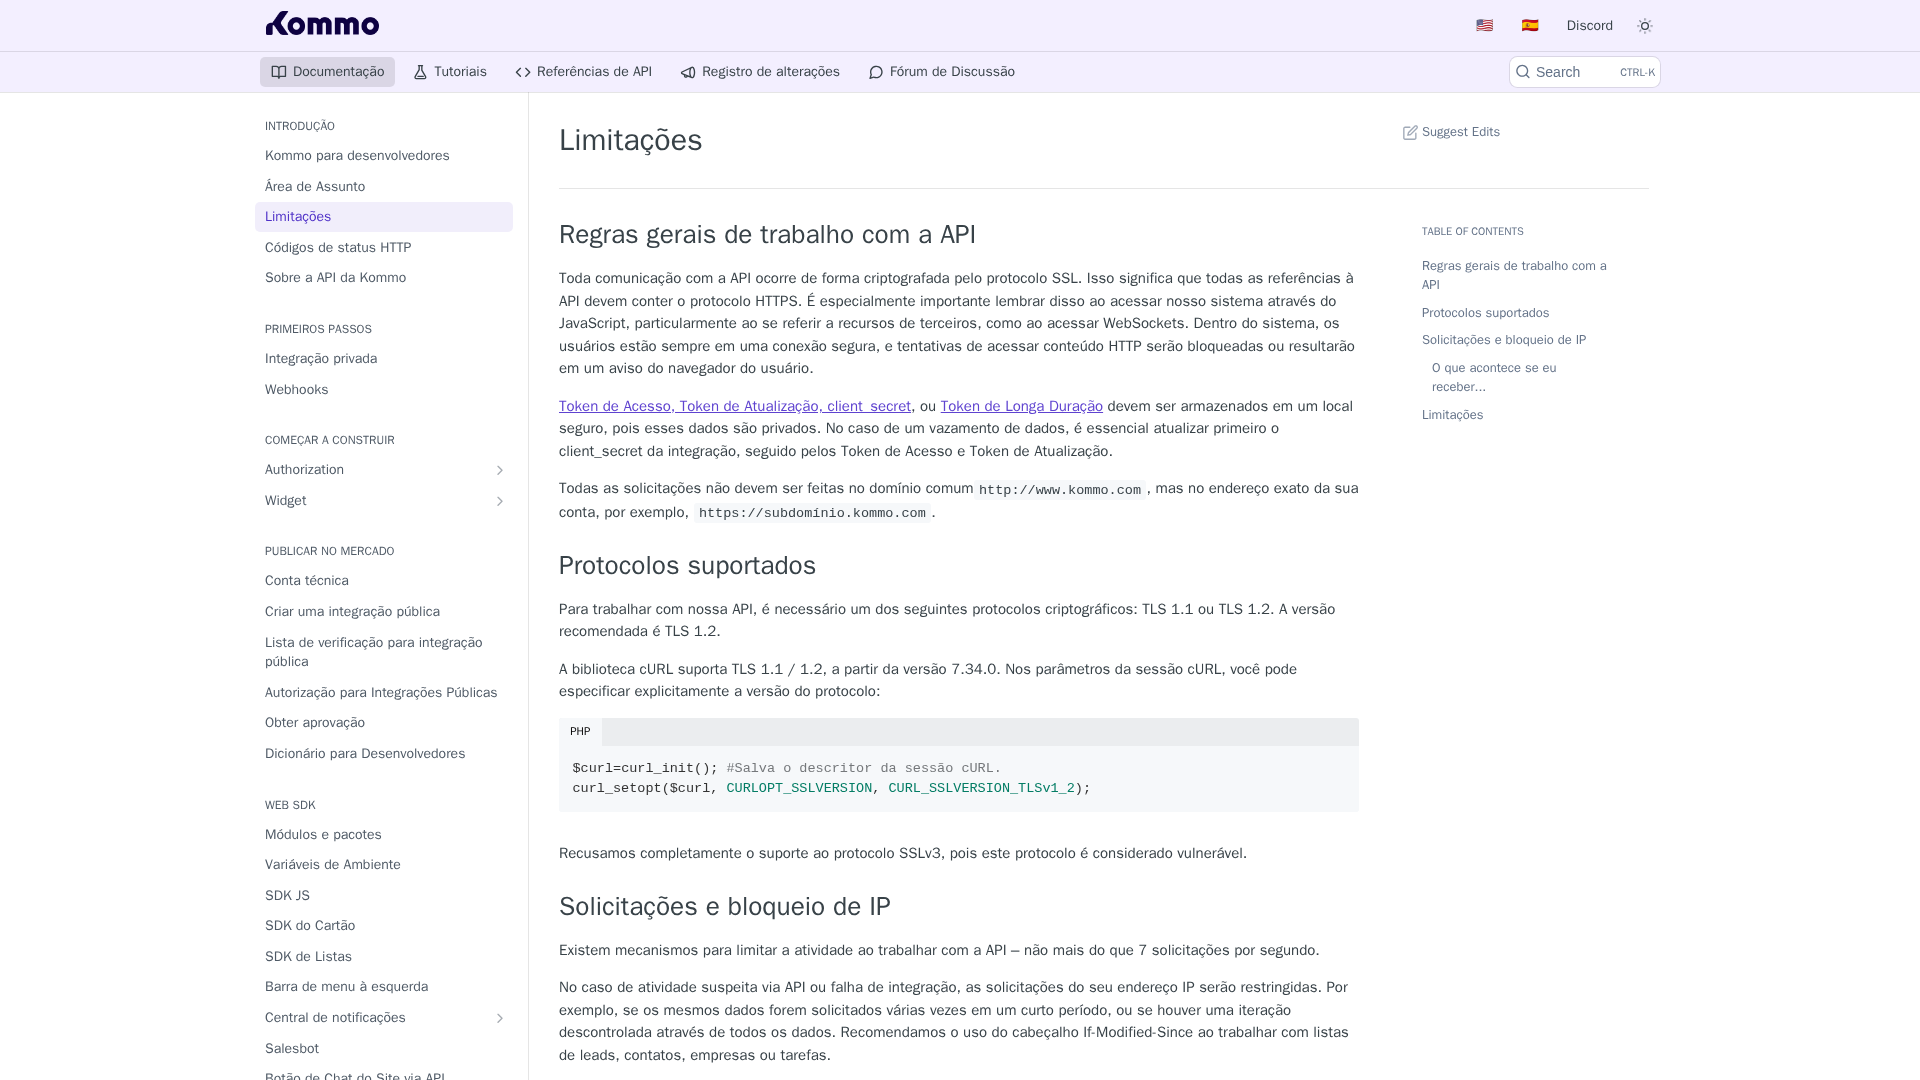 Kommo
🇺🇸 🇪🇸 Discord
Documentação Tutoriais Referências de API Registro de alterações Fórum de Discussão Search CTRL-K
INTRODUÇÃO
Kommo para desenvolvedores
Área de Assunto
Limitações
Códigos de status HTTP
Sobre a API da Kommo
PRIMEIROS PASSOS
Integração privada
Webhooks
COMEÇAR A CONSTRUIR
Authorization
Widget
PUBLICAR NO MERCADO
Conta técnica
Criar uma integração pública
Lista de verificação para integração
pública
Autorização para Integrações Públicas
Obter aprovação
Dicionário para Desenvolvedores
WEB SDK
Módulos e pacotes
Variáveis de Ambiente
SDK JS
SDK do Cartão
SDK de Listas
Barra de menu à esquerda
Central de notificações
Salesbot
Botão de Chat do Site via API
Limitações
Suggest Edits
Regras gerais de trabalho com a API
Toda comunicação com a API ocorre de forma criptografada pelo protocolo SSL. Isso significa que todas as referências à
API devem conter o protocolo HTTPS. É especialmente importante lembrar disso ao acessar nosso sistema através do
JavaScript, particularmente ao se referir a recursos de terceiros, como ao acessar WebSockets. Dentro do sistema, os
usuários estão sempre em uma conexão segura, e tentativas de acessar conteúdo HTTP serão bloqueadas ou resultarão
em um aviso do navegador do usuário.
Token de Acesso, Token de Atualização, client_secret, ou Token de Longa Duração devem ser armazenados em um local
seguro, pois esses dados são privados. No caso de um vazamento de dados, é essencial atualizar primeiro o
client_secret da integração, seguido pelos Token de Acesso e Token de Atualização.
Todas as solicitações não devem ser feitas no domínio comum http://www.kommo.com, mas no endereço exato da sua
conta, por exemplo, https://subdomínio.kommo.com.
Protocolos suportados
Para trabalhar com nossa API, é necessário um dos seguintes protocolos criptográficos: TLS 1.1 ou TLS 1.2. A versão
recomendada é TLS 1.2.
A biblioteca cURL suporta TLS 1.1 / 1.2, a partir da versão 7.34.0. Nos parâmetros da sessão cURL, você pode
especificar explicitamente a versão do protocolo:
PHP
$curl=curl_init(); #Salva o descritor da sessão cURL.
curl_setopt($curl, CURLOPT_SSLVERSION, CURL_SSLVERSION_TLSv1_2);
Recusamos completamente o suporte ao protocolo SSLv3, pois este protocolo é considerado vulnerável.
Solicitações e bloqueio de IP
Existem mecanismos para limitar a atividade ao trabalhar com a API – não mais do que 7 solicitações por segundo.
No caso de atividade suspeita via API ou falha de integração, as solicitações do seu endereço IP serão restringidas. Por
exemplo, se os mesmos dados forem solicitados várias vezes em um curto período, ou se houver uma iteração
descontrolada através de todos os dados. Recomendamos o uso do cabeçalho If-Modified-Since ao trabalhar com listas
de leads, contatos, empresas ou tarefas.
TABLE OF CONTENTS
Regras gerais de trabalho com a
API
Protocolos suportados
Solicitações e bloqueio de IP
O que acontece se eu
receber...
Limitações